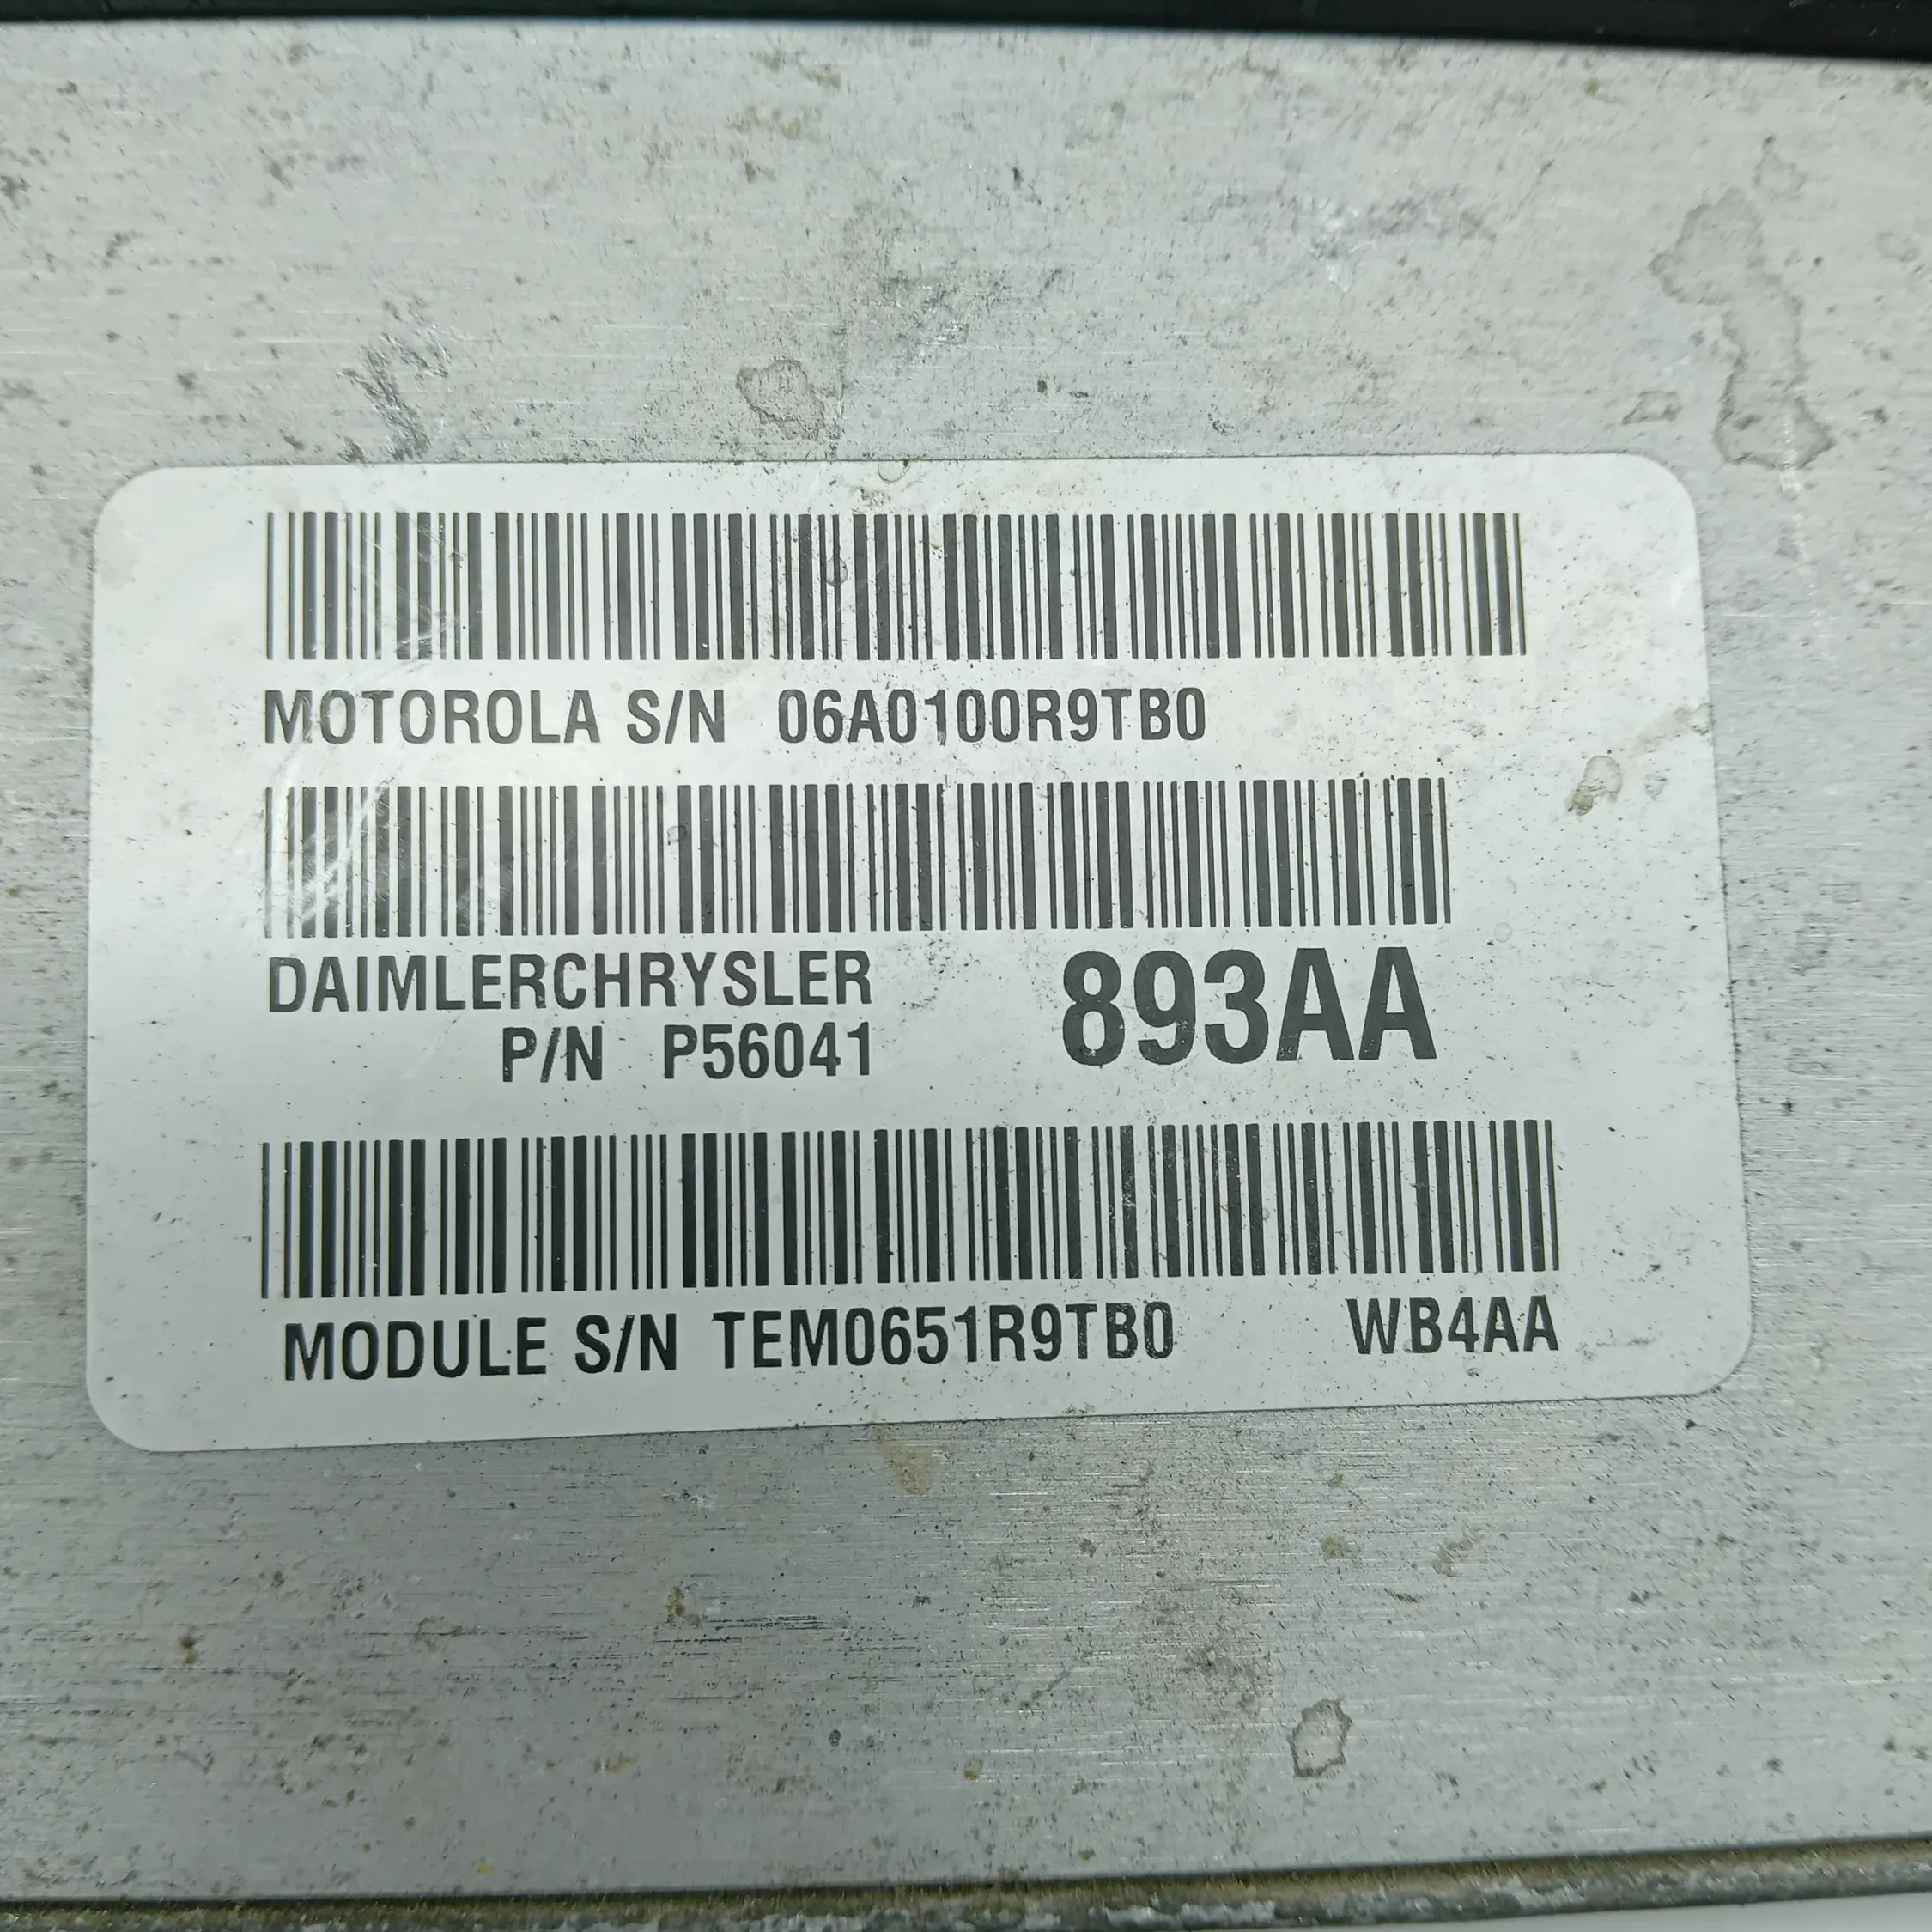 MOTOROLA S/N 06A0100R9TB0
DAIMLERCHRYSLER 893AA
P/N P56041
MODULE S/N TEM0651R9TB0 WB4AA